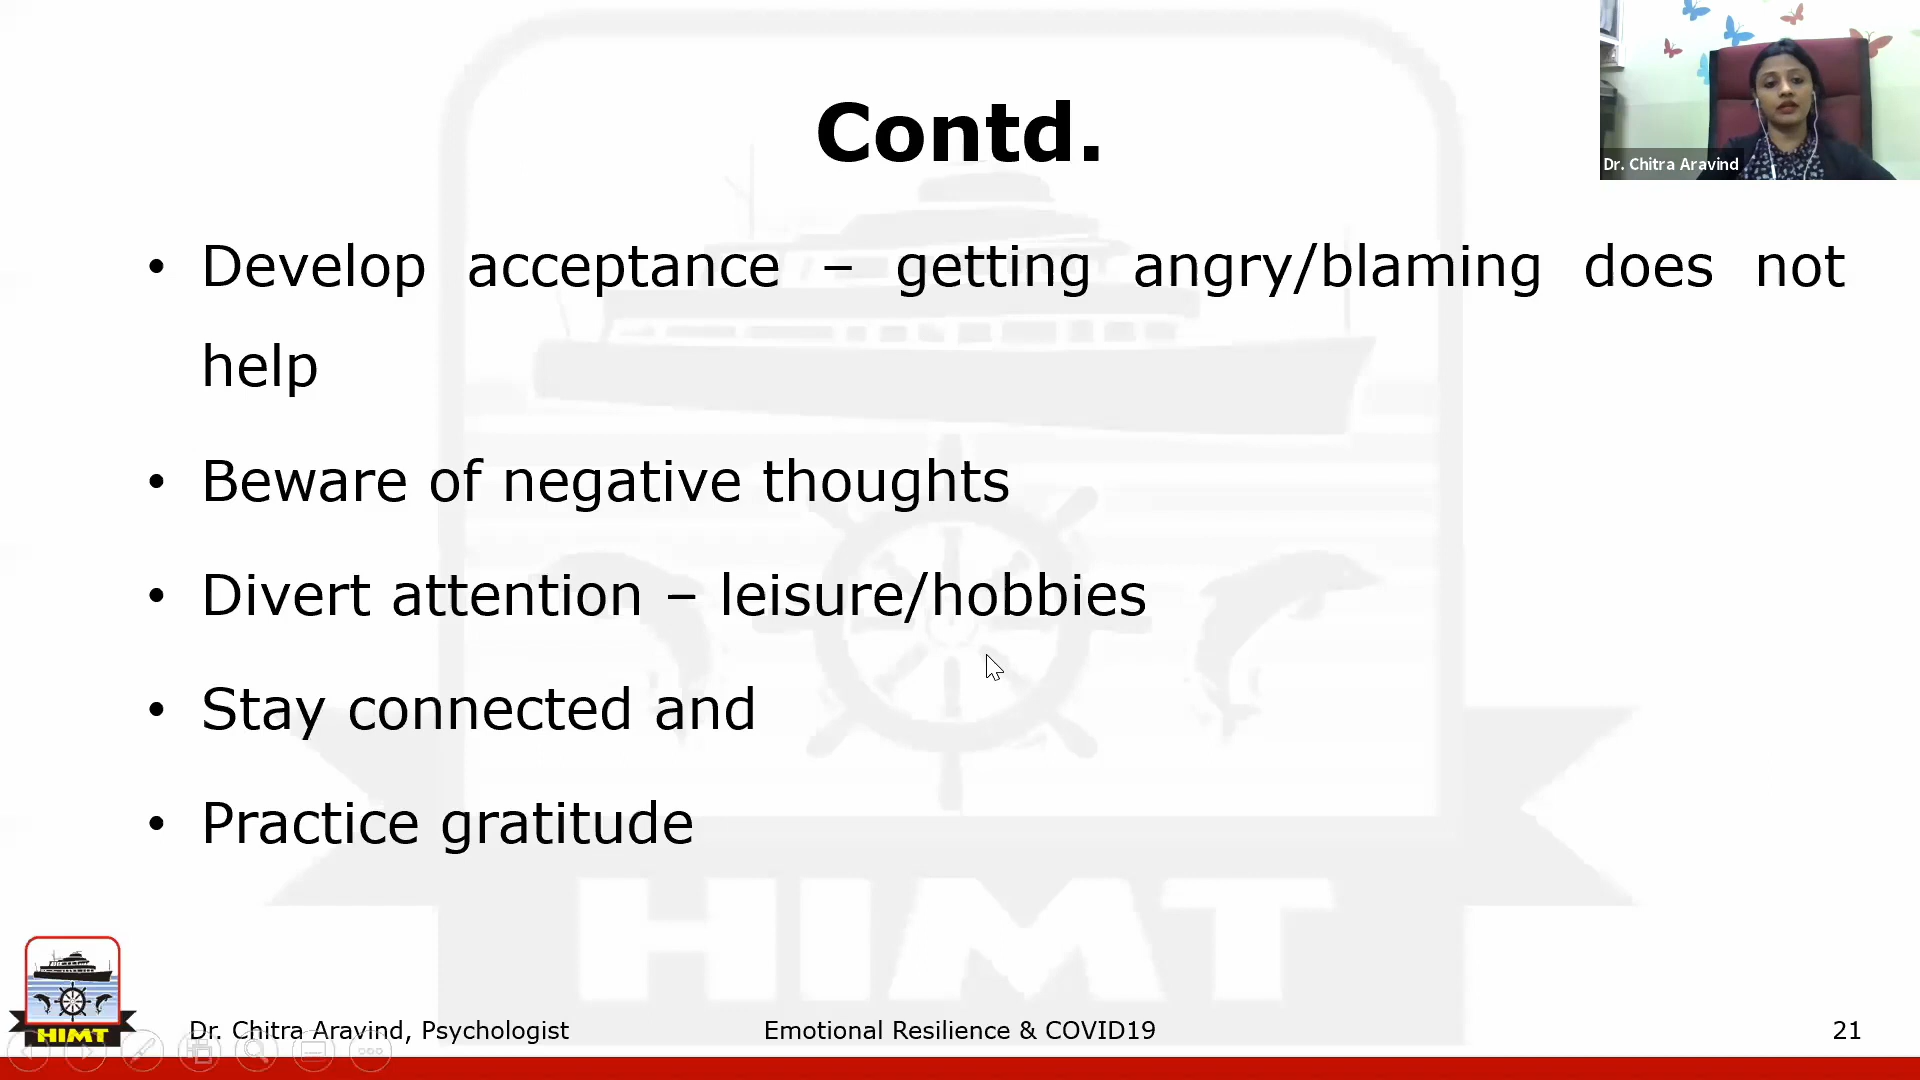 Contd.
Dr. Chitra Aravind
• Develop acceptance – getting angry/blaming does not
help
• Beware of negative thoughts
• Divert attention – leisure/hobbies
• Stay connected and
• Practice gratitude
HIMT
HIMT
Dr. Chitra Aravind, Psychologist
Emotional Resilience & COVID19
21